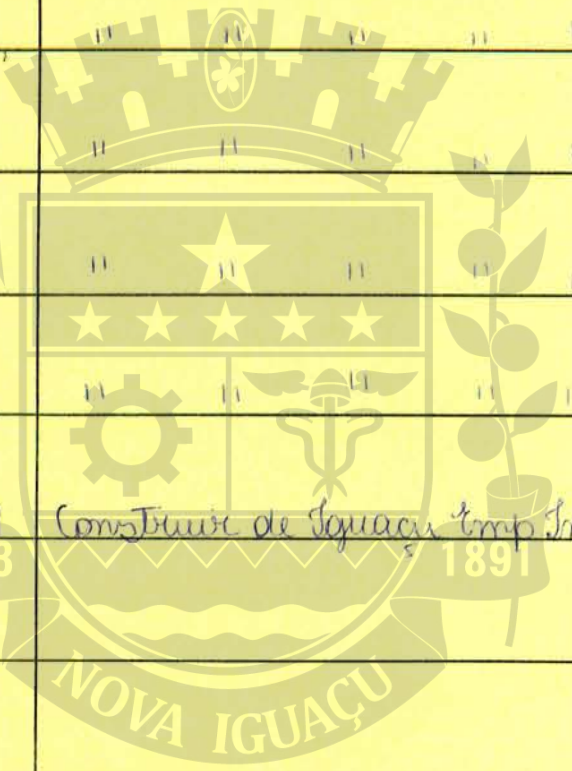 " " " "
" " " "
" " " "
" " " "
Construir de Iguaçu Emp
1891
NOVA IGUAÇU